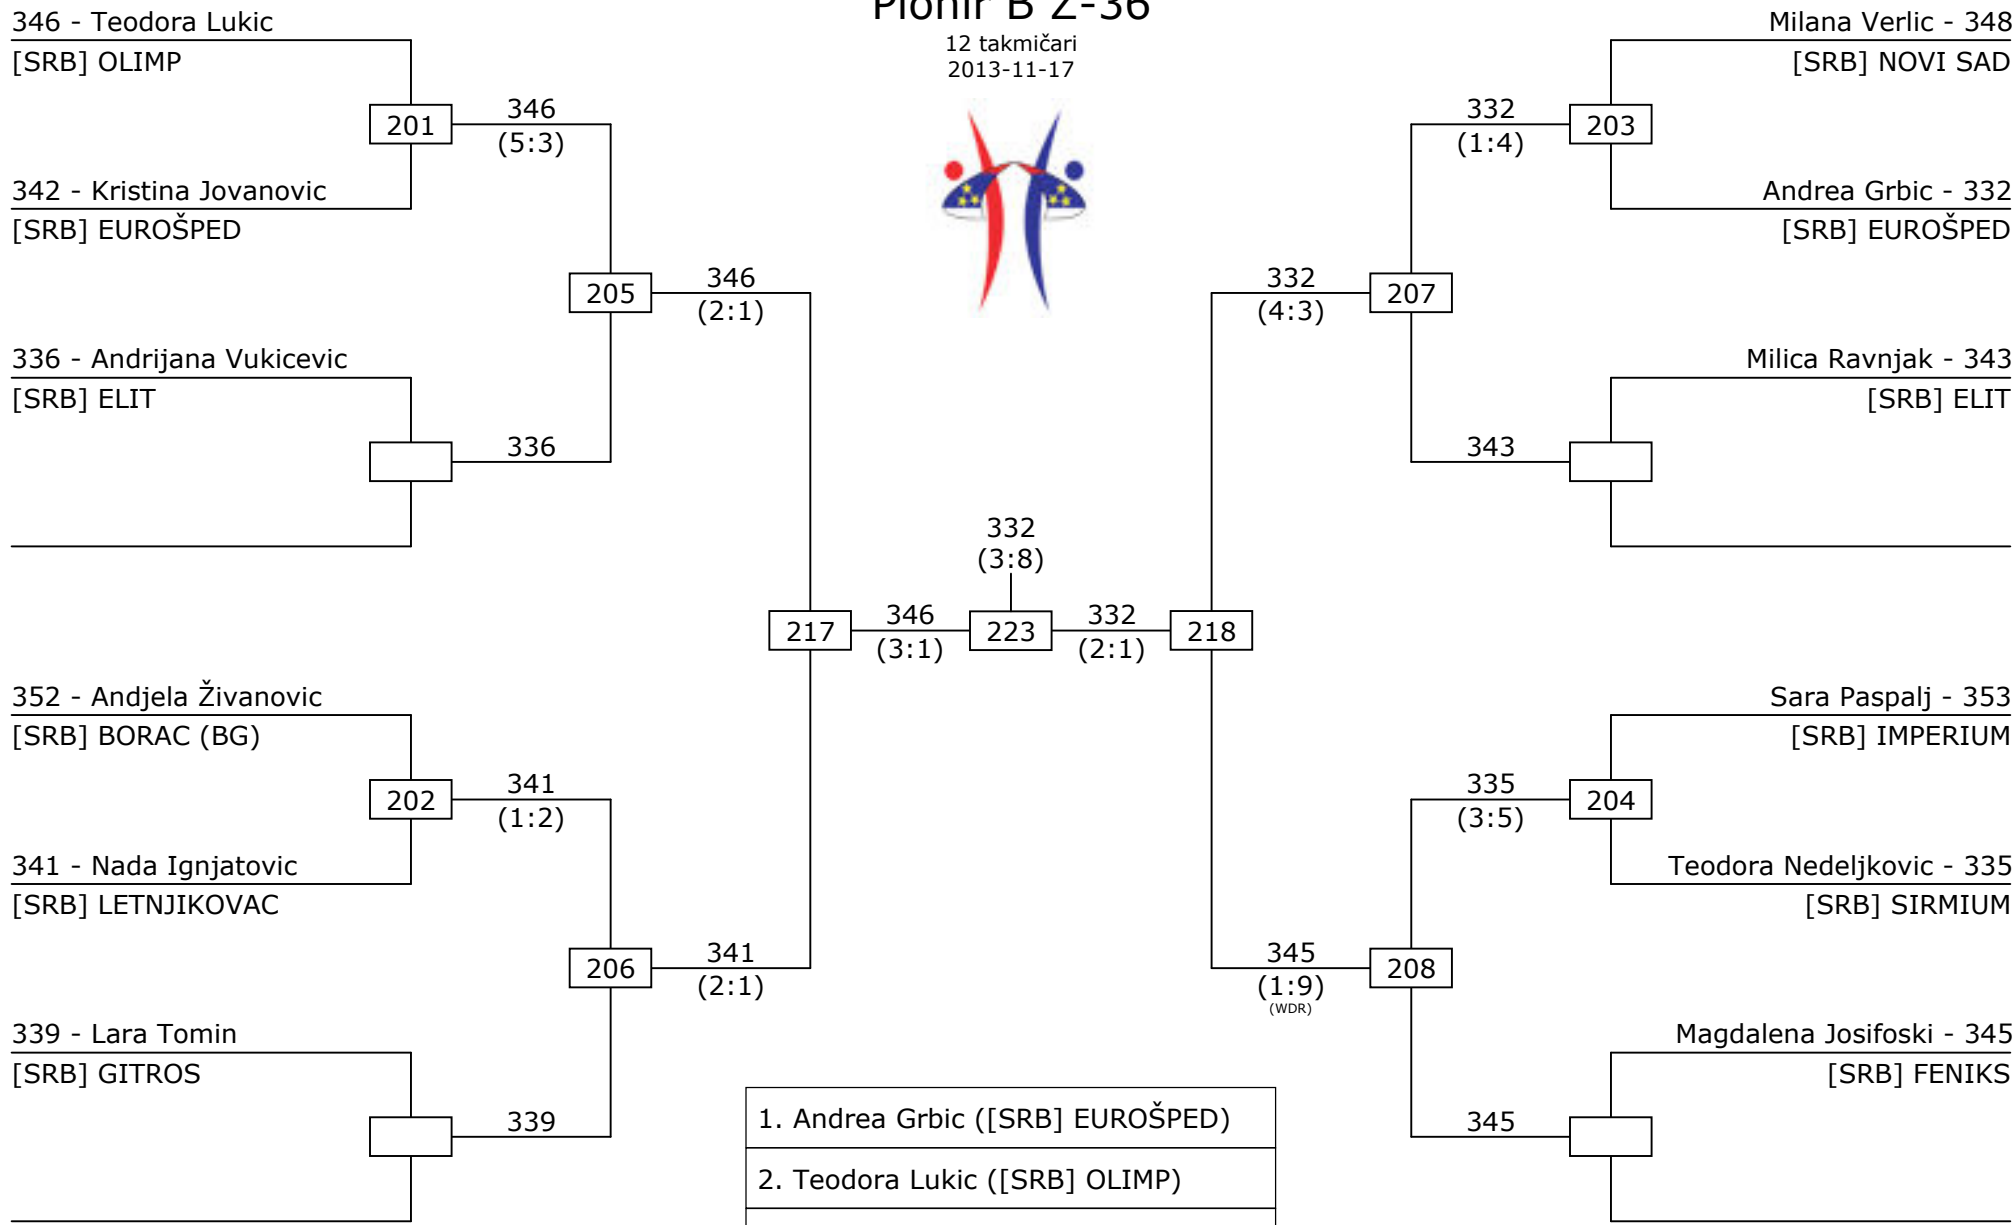 Pionir B Z-36
12 takmičari
2013-11-17
346 - Teodora Lukic
[SRB] OLIMP
201
346
(5:3)
342 - Kristina Jovanovic
[SRB] EUROŠPED
205
346
(2:1)
336 - Andrijana Vukicevic
[SRB] ELIT
336
352 - Andjela Živanovic
[SRB] BORAC (BG)
202
341
(1:2)
341 - Nada Ignjatovic
[SRB] LETNJIKOVAC
206
341
(2:1)
339 - Lara Tomin
[SRB] GITROS
339
217
346
(3:1)
332
(3:8)
223
332
(2:1)
218
Milana Verlic - 348
[SRB] NOVI SAD
332
(1:4)
203
Andrea Grbic - 332
[SRB] EUROŠPED
332
(4:3)
207
Milica Ravnjak - 343
[SRB] ELIT
343
Sara Paspalj - 353
[SRB] IMPERIUM
335
(3:5)
204
Teodora Nedeljkovic - 335
[SRB] SIRMIUM
345
(1:9)
(WDR)
208
Magdalena Josifoski - 345
[SRB] FENIKS
345
1. Andrea Grbic ([SRB] EUROŠPED)
2. Teodora Lukic ([SRB] OLIMP)